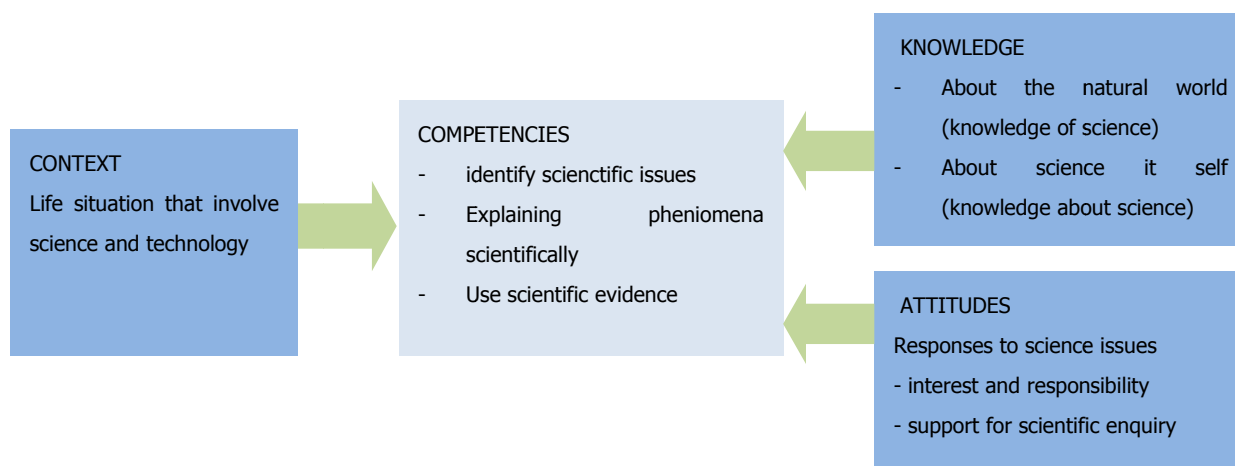 CONTEXT
Life situation that involve
science and technology
COMPETENCIES
- identify scienctific issues
- Explaining pheniomena
scientifically
- Use scientific evidence
KNOWLEDGE
- About the natural world
(knowledge of science)
- About science it self
(knowledge about science)
ATTITUDES
Responses to science issues
- interest and responsibility
- support for scientific enquiry